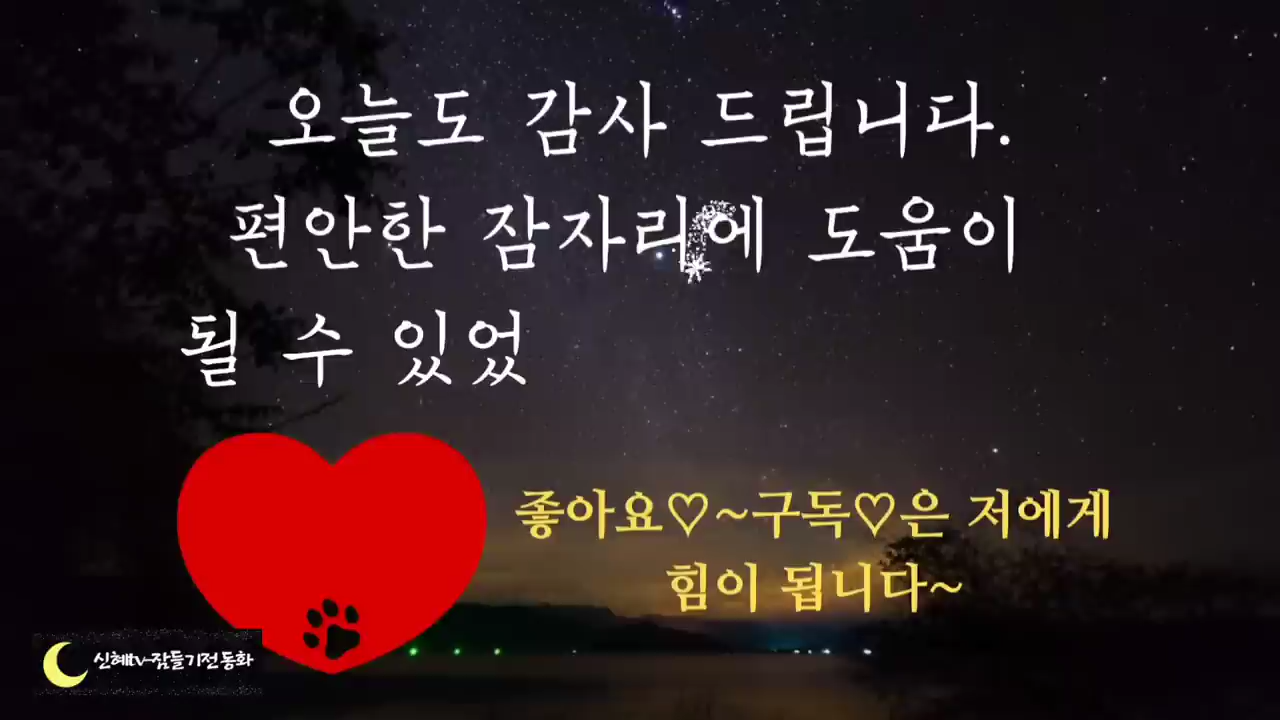 오늘도 감사 드립니다.
편안한 잠자리에 도움이
될 수 있었
좋아요♡~구독♡은 저에게
힘이 됩니다~
신혜tv-잠들기전 동화